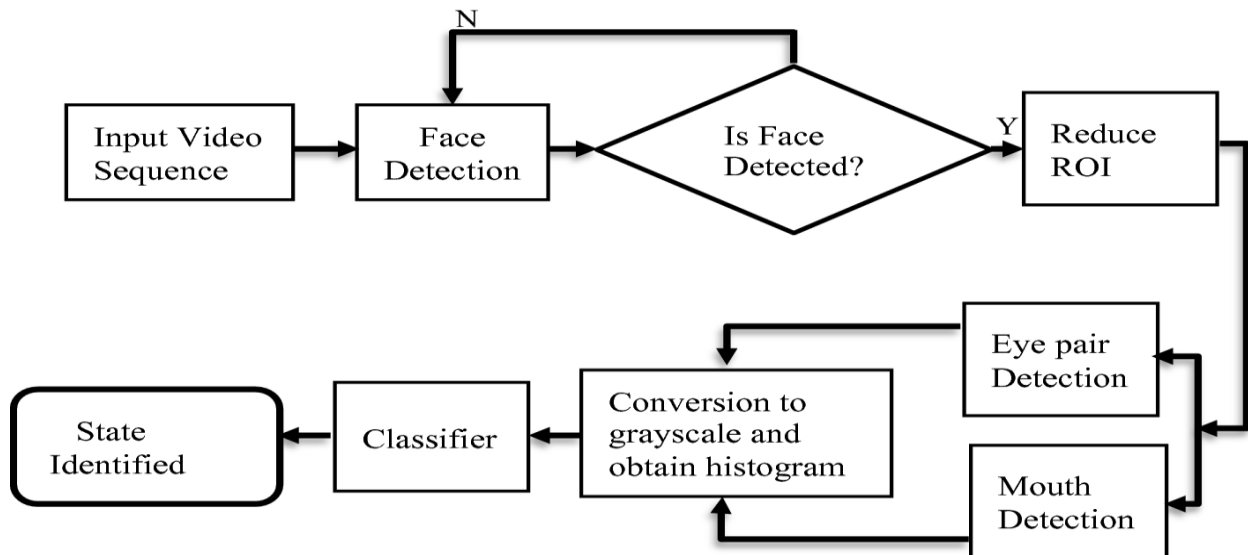 N
Input Video
Sequence
Face
Detection
Is Face
Detected?
Y
Reduce
ROI
Eye pair
Detection
Mouth
Detection
Conversion to
grayscale and
obtain histogram
Classifier
State
Identified